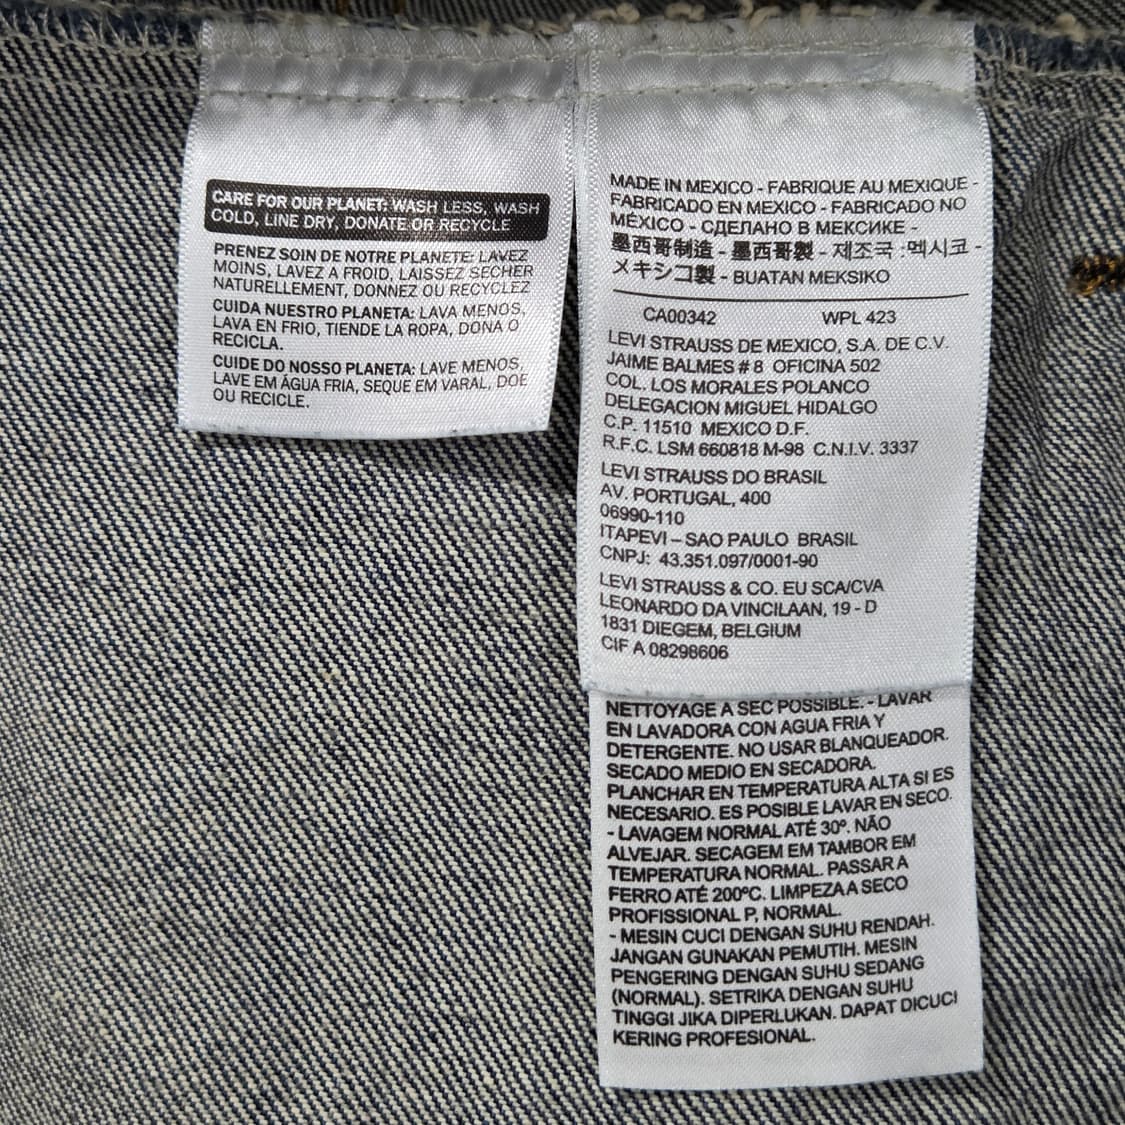 CARE FOR OUR PLANET: WASH LESS, WASH
COLD, LINE DRY, DONATE OR RECYCLE
PRENEZ SOIN DE NOTRE PLANETE: LAVEZ
MOINS, LAVEZ A FROID, LAISSEZ SECHER
NATURELLEMENT, DONNEZ OU RECYCLEZ
CUIDA NUESTRO PLANETA: LAVA MENOS,
LAVA EN FRIO, TIENDE LA ROPA, DONA O
RECICLA.
CUIDE DO NOSSO PLANETA: LAVE MENOS,
LAVE EM ÁGUA FRIA, SEQUE EM VARAL, DOE
OU RECICLE.
MADE IN MEXICO - FABRIQUE AU MEXIQUE -
FABRICADO EN MEXICO - FABRICADO NO
MÉXICO - СДЕЛАНО В МЕКСИКЕ -
墨西哥制造 - 墨西哥製 - 제조국 :멕시코 -
メキシコ製 - BUATAN MEKSIKO
CA00342 WPL 423
LEVI STRAUSS DE MEXICO, S.A. DE C.V.
JAIME BALMES # 8 OFICINA 502
COL. LOS MORALES POLANCO
DELEGACION MIGUEL HIDALGO
C.P. 11510 MEXICO D.F.
R.F.C. LSM 660818 M-98 C.N.I.V. 3337
LEVI STRAUSS DO BRASIL
AV. PORTUGAL, 400
06990-110
ITAPEVI – SAO PAULO BRASIL
CNPJ: 43.351.097/0001-90
LEVI STRAUSS & CO. EU SCA/CVA
LEONARDO DA VINCILAAN, 19 - D
1831 DIEGEM, BELGIUM
CIF A 08298606
NETTOYAGE A SEC POSSIBLE. - LAVAR
EN LAVADORA CON AGUA FRIA Y
DETERGENTE. NO USAR BLANQUEADOR.
SECADO MEDIO EN SECADORA.
PLANCHAR EN TEMPERATURA ALTA SI ES
NECESARIO. ES POSIBLE LAVAR EN SECO.
- LAVAGEM NORMAL ATÉ 30º. NÃO
ALVEJAR. SECAGEM EM TAMBOR EM
TEMPERATURA NORMAL. PASSAR A
FERRO ATÉ 200ºC. LIMPEZA A SECO
PROFISSIONAL P, NORMAL.
- MESIN CUCI DENGAN SUHU RENDAH.
JANGAN GUNAKAN PEMUTIH. MESIN
PENGERING DENGAN SUHU SEDANG
(NORMAL). SETRIKA DENGAN SUHU
TINGGI JIKA DIPERLUKAN. DAPAT DICUCI
KERING PROFESIONAL.